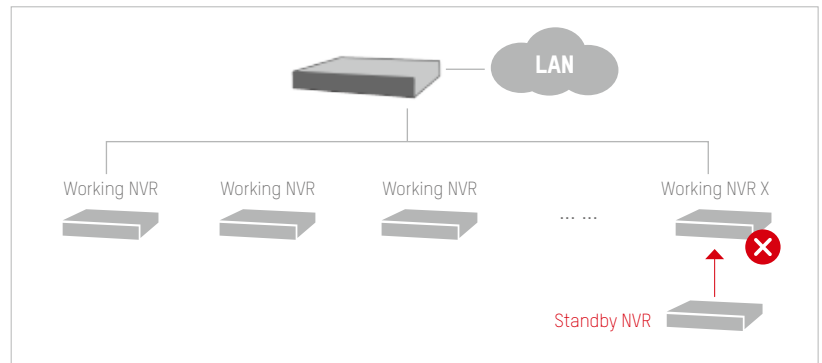 LAN
Working NVR
Working NVR
Working NVR
... ...
Working NVR X
Standby NVR